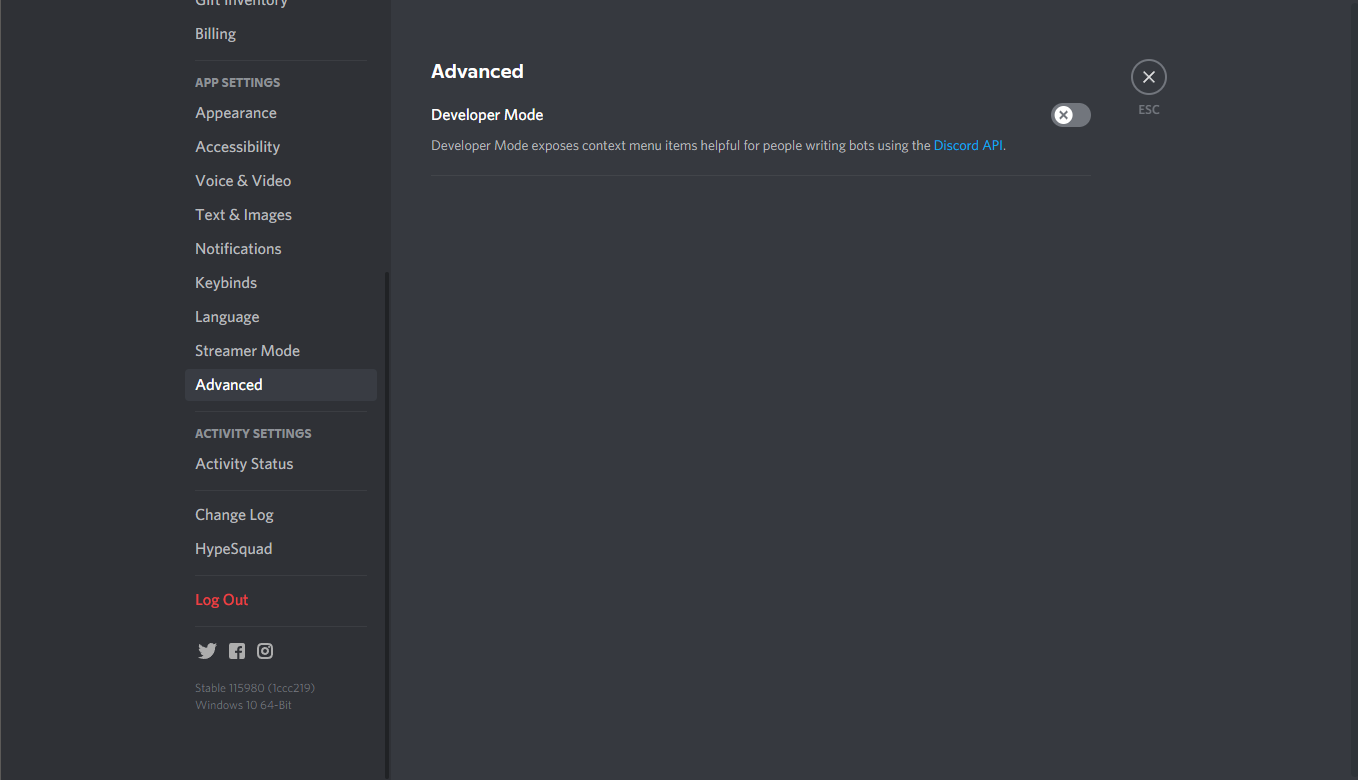 Gift Inventory
Billing
APP SETTINGS
Appearance
Accessibility
Voice & Video
Text & Images
Notifications
Keybinds
Language
Streamer Mode
Advanced
ACTIVITY SETTINGS
Activity Status
Change Log
HypeSquad
Log Out
Stable 115980 (1ccc219)
Windows 10 64-Bit
Advanced
Developer Mode
Developer Mode exposes context menu items helpful for people writing bots using the Discord API.
ESC